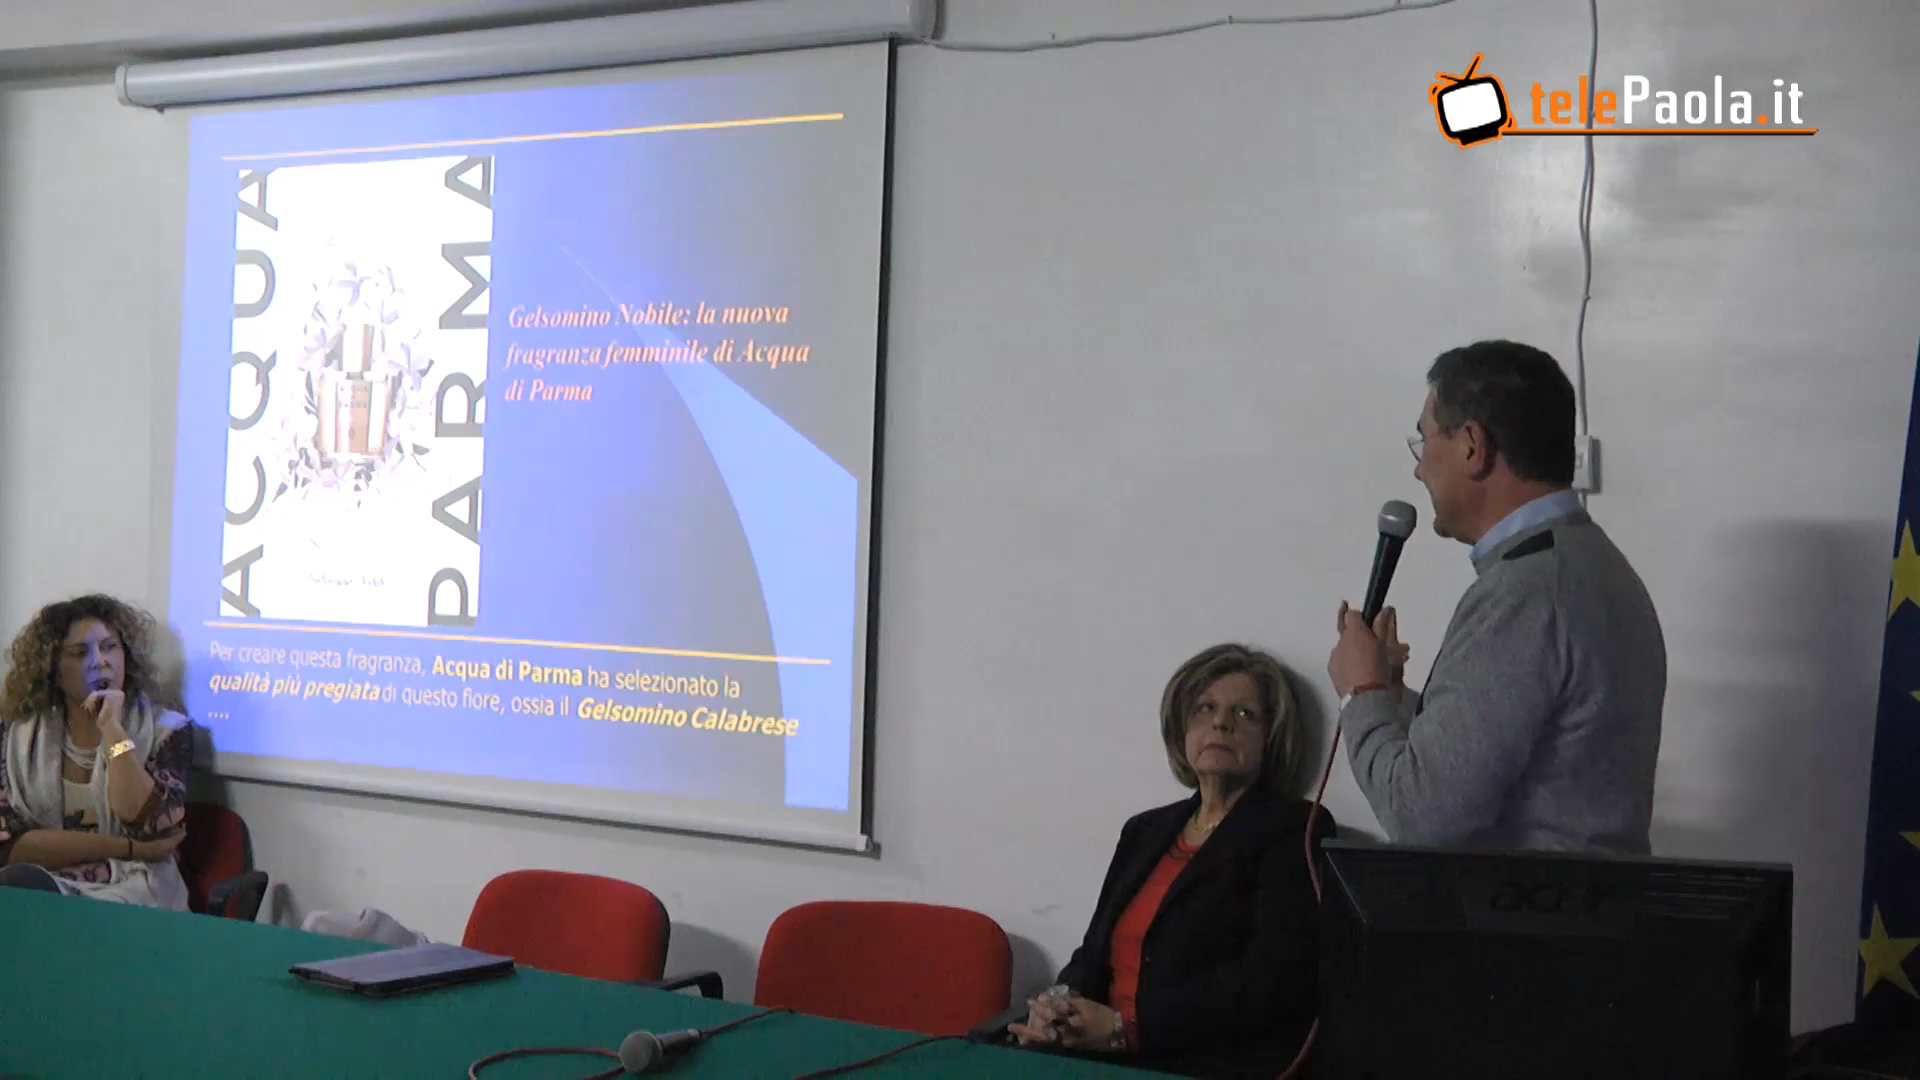 telePaola.it
ACQUA
PARMA
Gelsomino Nobile: la nuova
fragranza femminile di Acqua
di Parma
Per creare questa fragranza, Acqua di Parma ha selezionato la
qualità più pregiata di questo fiore, ossia il Gelsomino Calabrese
....
acer